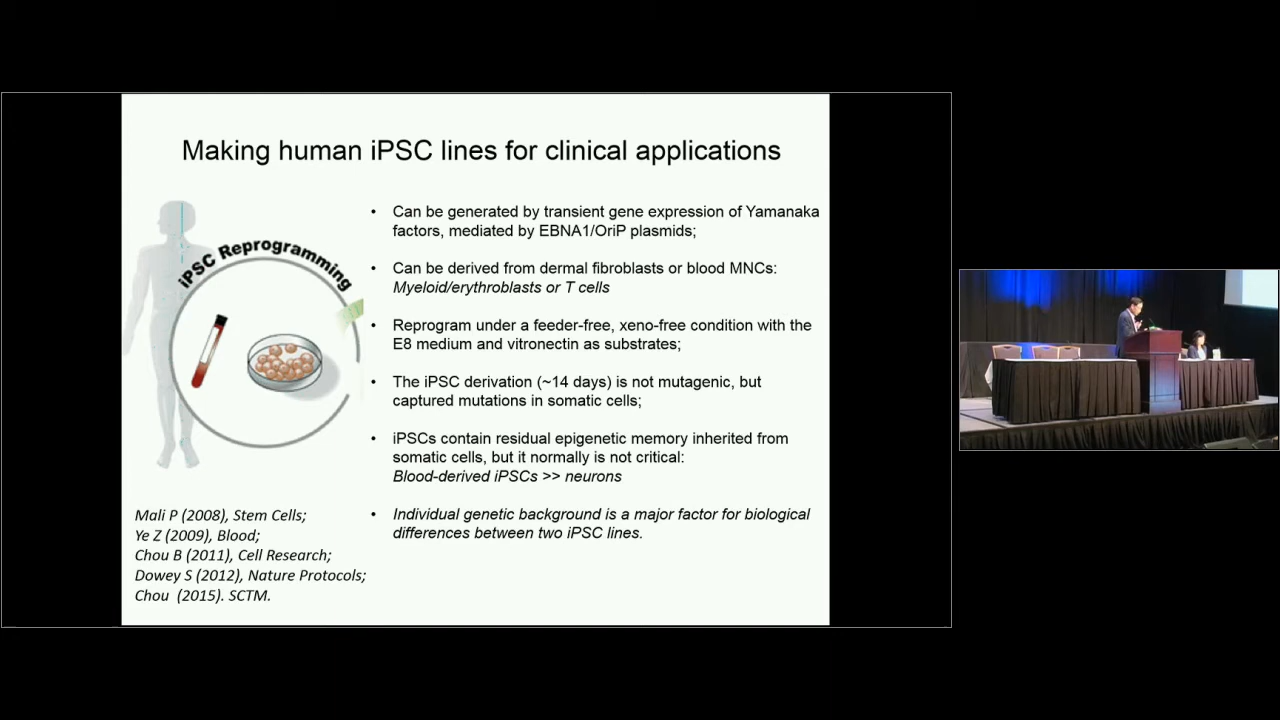 Making human iPSC lines for clinical applications
iPSC Reprogramming
• Can be generated by transient gene expression of Yamanaka
factors, mediated by EBNA1/OriP plasmids;
• Can be derived from dermal fibroblasts or blood MNCs:
Myeloid/erythroblasts or T cells
• Reprogram under a feeder-free, xeno-free condition with the
E8 medium and vitronectin as substrates;
• The iPSC derivation (~14 days) is not mutagenic, but
captured mutations in somatic cells;
• iPSCs contain residual epigenetic memory inherited from
somatic cells, but it normally is not critical:
Blood-derived iPSCs >> neurons
• Individual genetic background is a major factor for biological
differences between two iPSC lines.
Mali P (2008), Stem Cells;
Ye Z (2009), Blood;
Chou B (2011), Cell Research;
Dowey S (2012), Nature Protocols;
Chou (2015). SCTM.